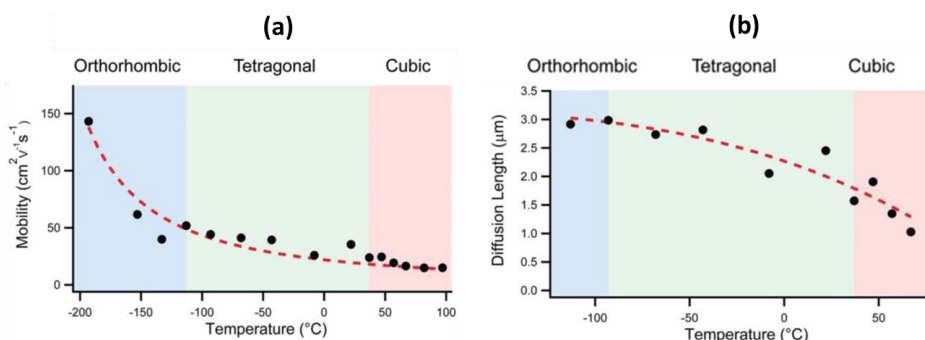 (a)
Orthorhombic Tetragonal Cubic
150
100
50
0
Mobility (cm²V⁻¹s⁻¹)
-200 -150 -100 -50 0 50 100
Temperature (°C)
(b)
Orthorhombic Tetragonal Cubic
3.5
3.0
2.5
2.0
1.5
1.0
0.5
0.0
Diffusion Length (μm)
-100 -50 0 50
Temperature (°C)